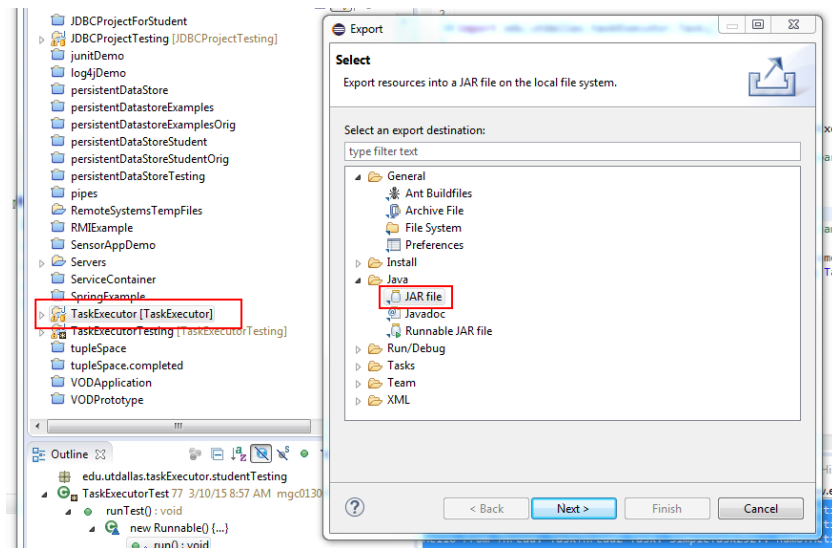 JDBCProjectForStudent
JDBCProjectTesting [JDBCProjectTesting]
junitDemo
log4jDemo
persistentDataStore
persistentDatastoreExamples
persistentDatastoreExamplesOrig
persistentDataStoreStudent
persistentDataStoreStudentOrig
persistentDataStoreTesting
pipes
RemoteSystemsTempFiles
RMIExample
SensorAppDemo
Servers
ServiceContainer
SpringExample
TaskExecutor [TaskExecutor]
TaskExecutorTesting [TaskExecutorTesting]
tupleSpace
tupleSpace.completed
VODApplication
VODPrototype
Outline
edu.utdallas.taskExecutor.studentTesting
TaskExecutorTest 77 3/10/15 8:57 AM mgc0130
runTest() : void
new Runnable() {...}
run() : void
Export
Select
Export resources into a JAR file on the local file system.
Select an export destination:
type filter text
General
Ant Buildfiles
Archive File
File System
Preferences
Install
Java
JAR file
Javadoc
Runnable JAR file
Run/Debug
Tasks
Team
XML
< Back
Next >
Finish
Cancel